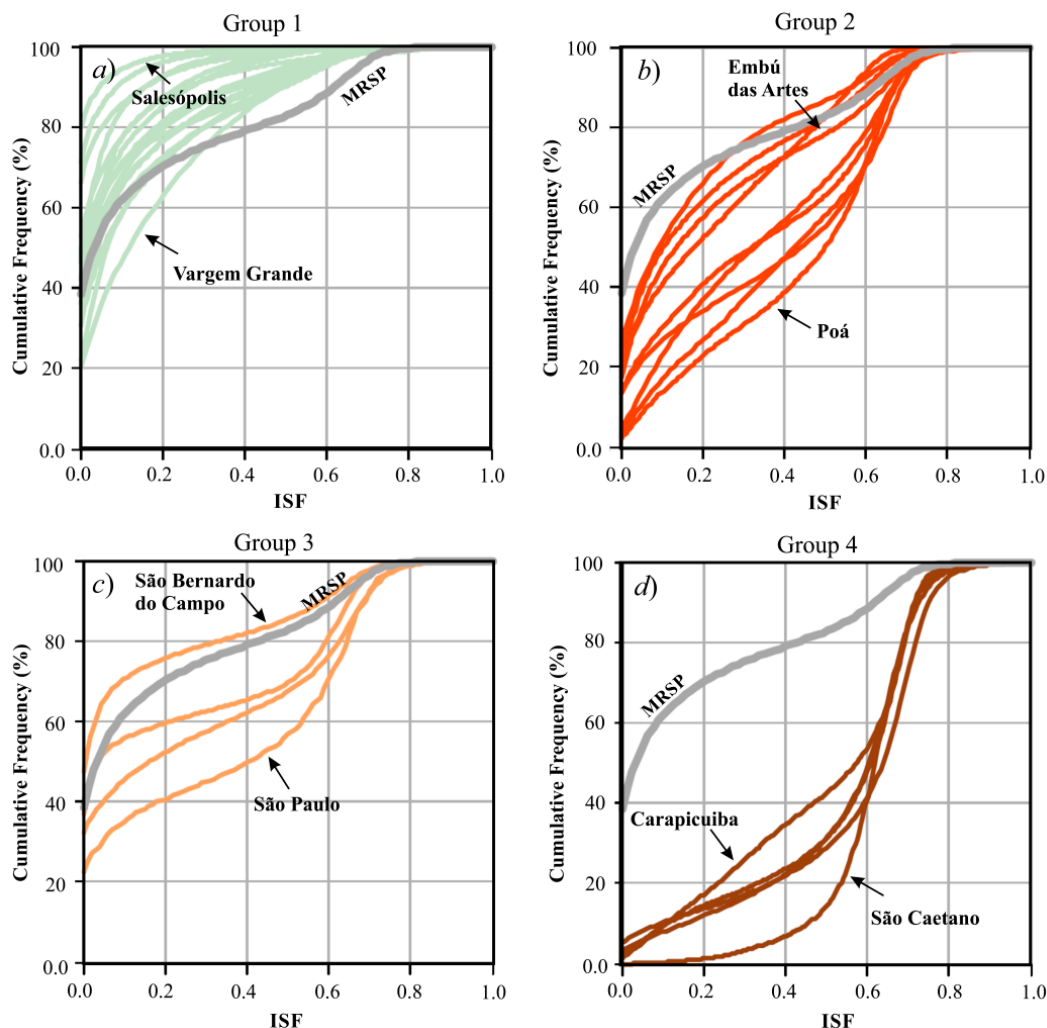 Group 1
Group 2
a)
Salesópolis
MRSP
Vargem Grande
Cumulative Frequency (%)
100
80
60
40
20
0.0
0.0 0.2 0.4 0.6 0.8 1.0
ISF
b)
Embú
das Artes
MRSP
Poá
Cumulative Frequency (%)
100
80
60
40
20
0.0
0.0 0.2 0.4 0.6 0.8 1.0
ISF
Group 3
Group 4
c)
São Bernardo
do Campo
MRSP
São Paulo
Cumulative Frequency (%)
100
80
60
40
20
0.0
0.0 0.2 0.4 0.6 0.8 1.0
ISF
d)
MRSP
Carapicuiba
São Caetano
Cumulative Frequency (%)
100
80
60
40
20
0.0
0.0 0.2 0.4 0.6 0.8 1.0
ISF